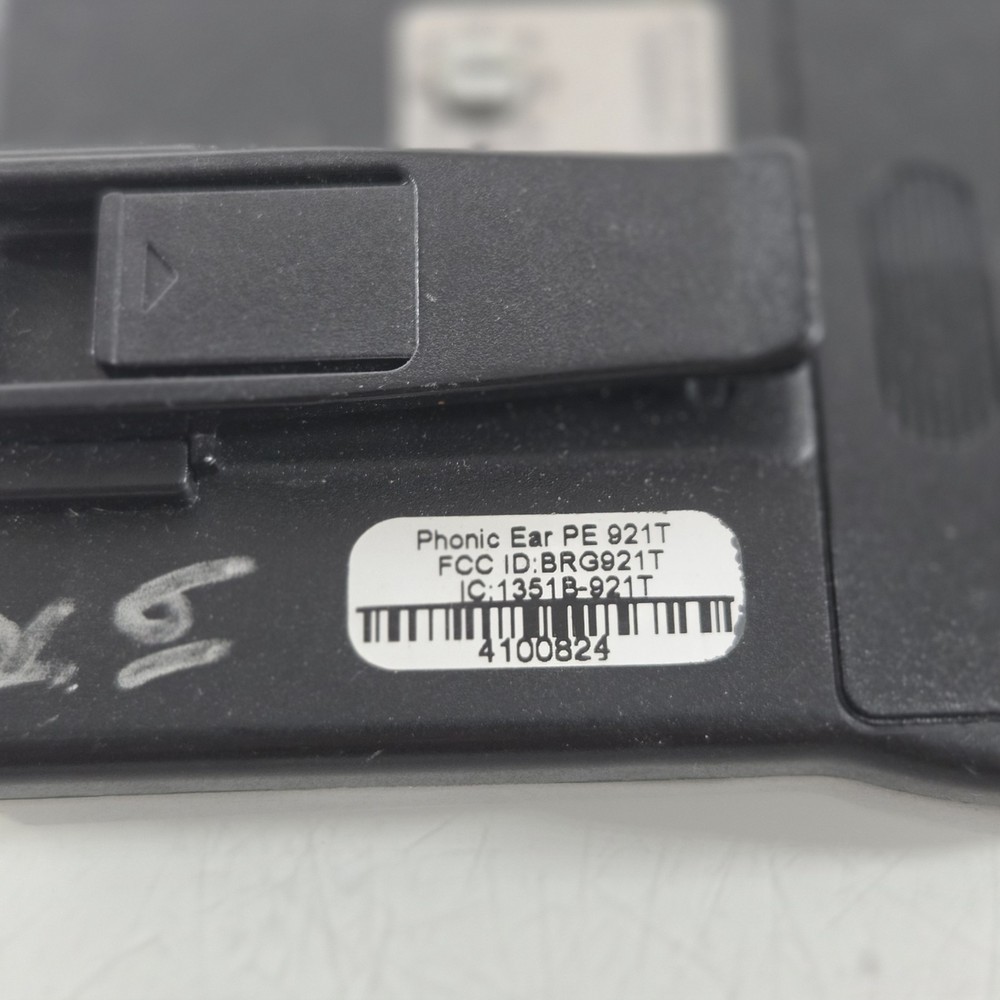 Phonic Ear PE 921T
FCC ID:BRG921T
IC:1351B-921T
4100824